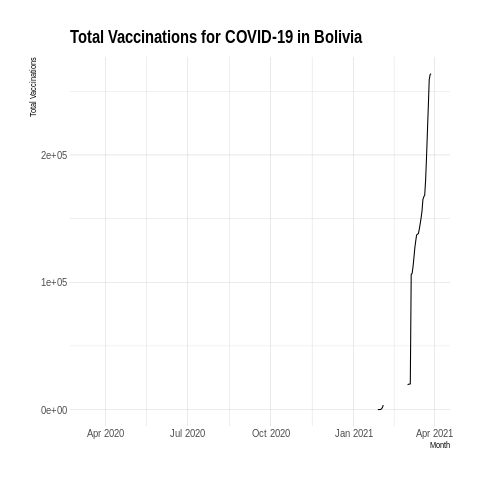 Total Vaccinations for COVID-19 in Bolivia
Total Vaccinations
2e+05
1e+05
0e+00
Apr 2020 Jul 2020 Oct 2020 Jan 2021 Apr 2021
Month